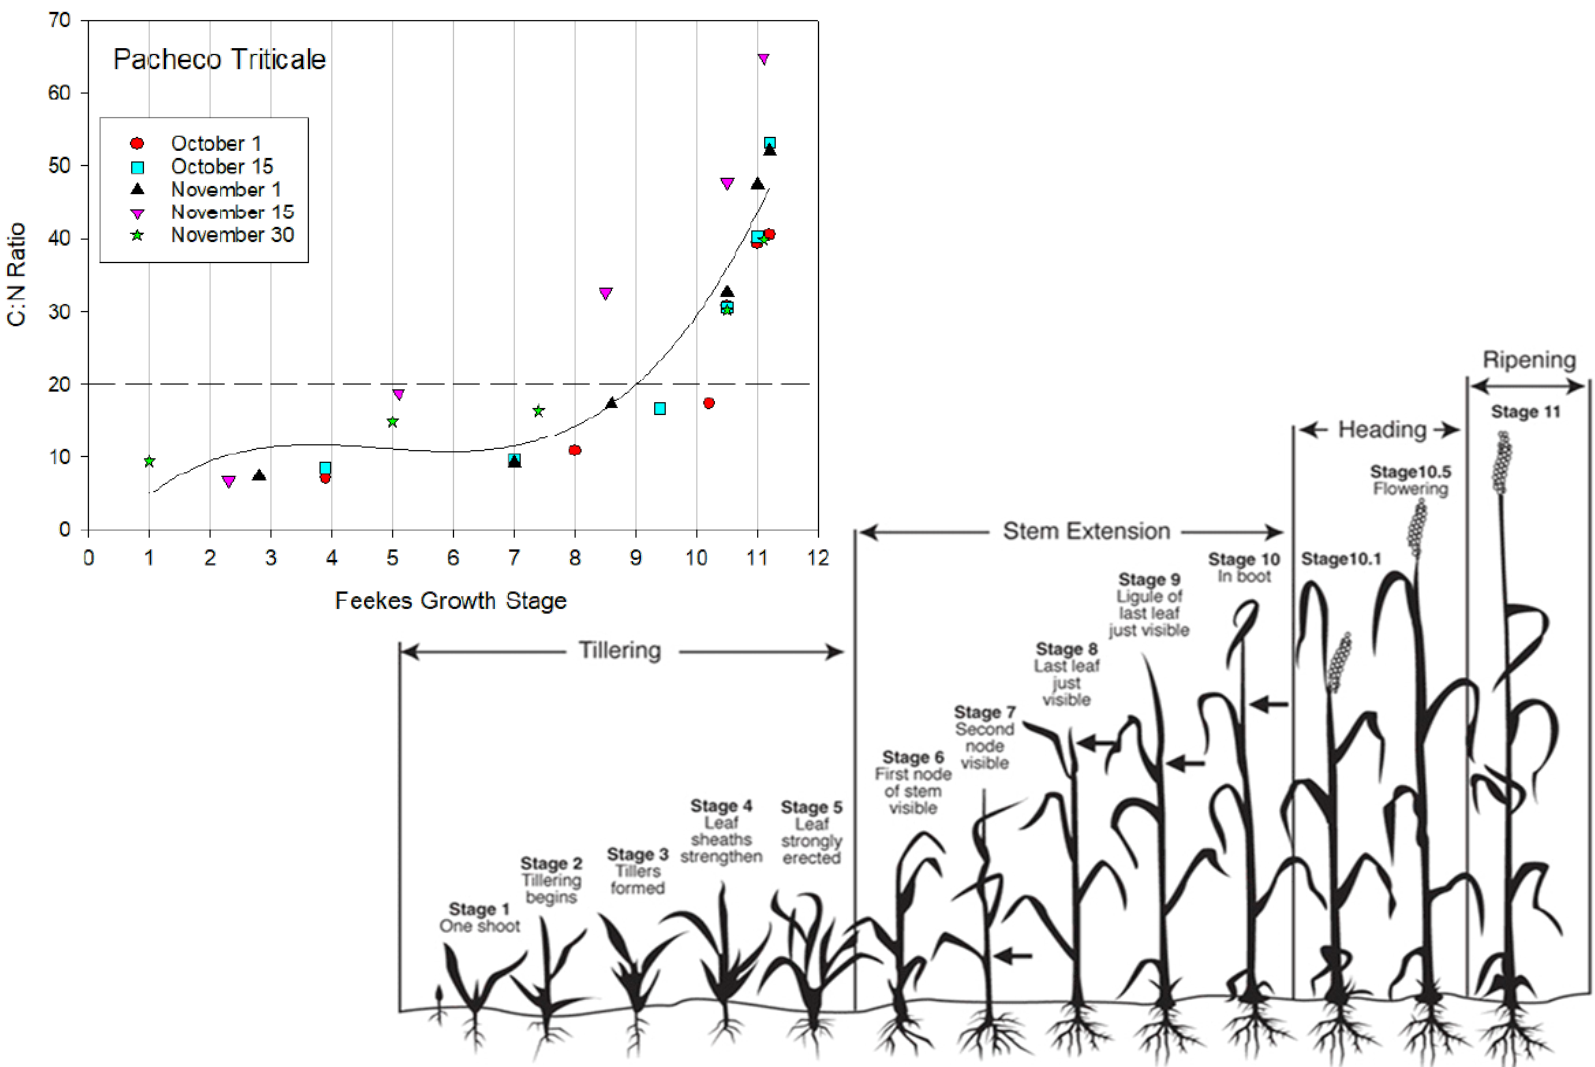 70
60
50
40
30
20
10
0
C:N Ratio
Pacheco Triticale
October 1
October 15
November 1
November 15
November 30
0 1 2 3 4 5 6 7 8 9 10 11 12
Feekes Growth Stage
Tillering
Stem Extension
Heading
Ripening
Stage 1
One shoot
Stage 2
Tillering
begins
Stage 3
Tillers
formed
Stage 4
Leaf
sheaths
strengthen
Stage 5
Leaf
strongly
erected
Stage 6
First node
of stem
visible
Stage 7
Second
node
visible
Stage 8
Last leaf
just
visible
Stage 9
Ligule of
last leaf
just visible
Stage 10
In boot
Stage10.1
Stage10.5
Flowering
Stage 11